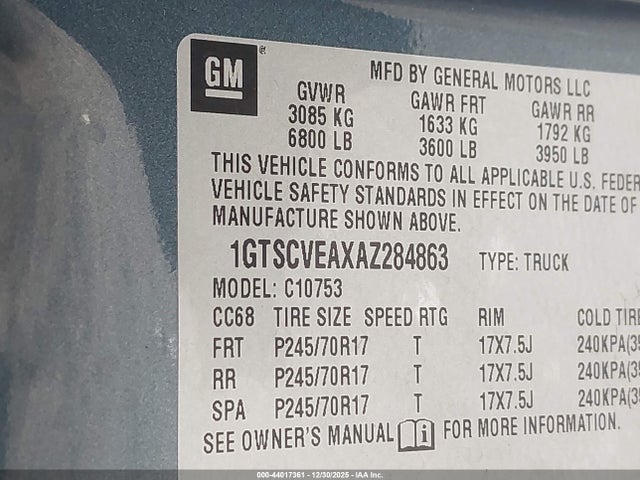 GM ®
MFD BY GENERAL MOTORS LLC
GVWR GAWR FRT GAWR RR
3085 KG 1633 KG 1792 KG
6800 LB 3600 LB 3950 LB
THIS VEHICLE CONFORMS TO ALL APPLICABLE U.S. FEDER
VEHICLE SAFETY STANDARDS IN EFFECT ON THE DATE OF
MANUFACTURE SHOWN ABOVE.
1GTSCVEAXAZ284863 TYPE: TRUCK
MODEL: C10753
CC68 TIRE SIZE SPEED RTG RIM COLD TIRE
FRT P245/70R17 T 17X7.5J 240KPA(35
RR P245/70R17 T 17X7.5J 240KPA(35
SPA P245/70R17 T 17X7.5J 240KPA(35
SEE OWNER'S MANUAL i FOR MORE INFORMATION.
000-44017361 - 12/30/2025 - IAA Inc.